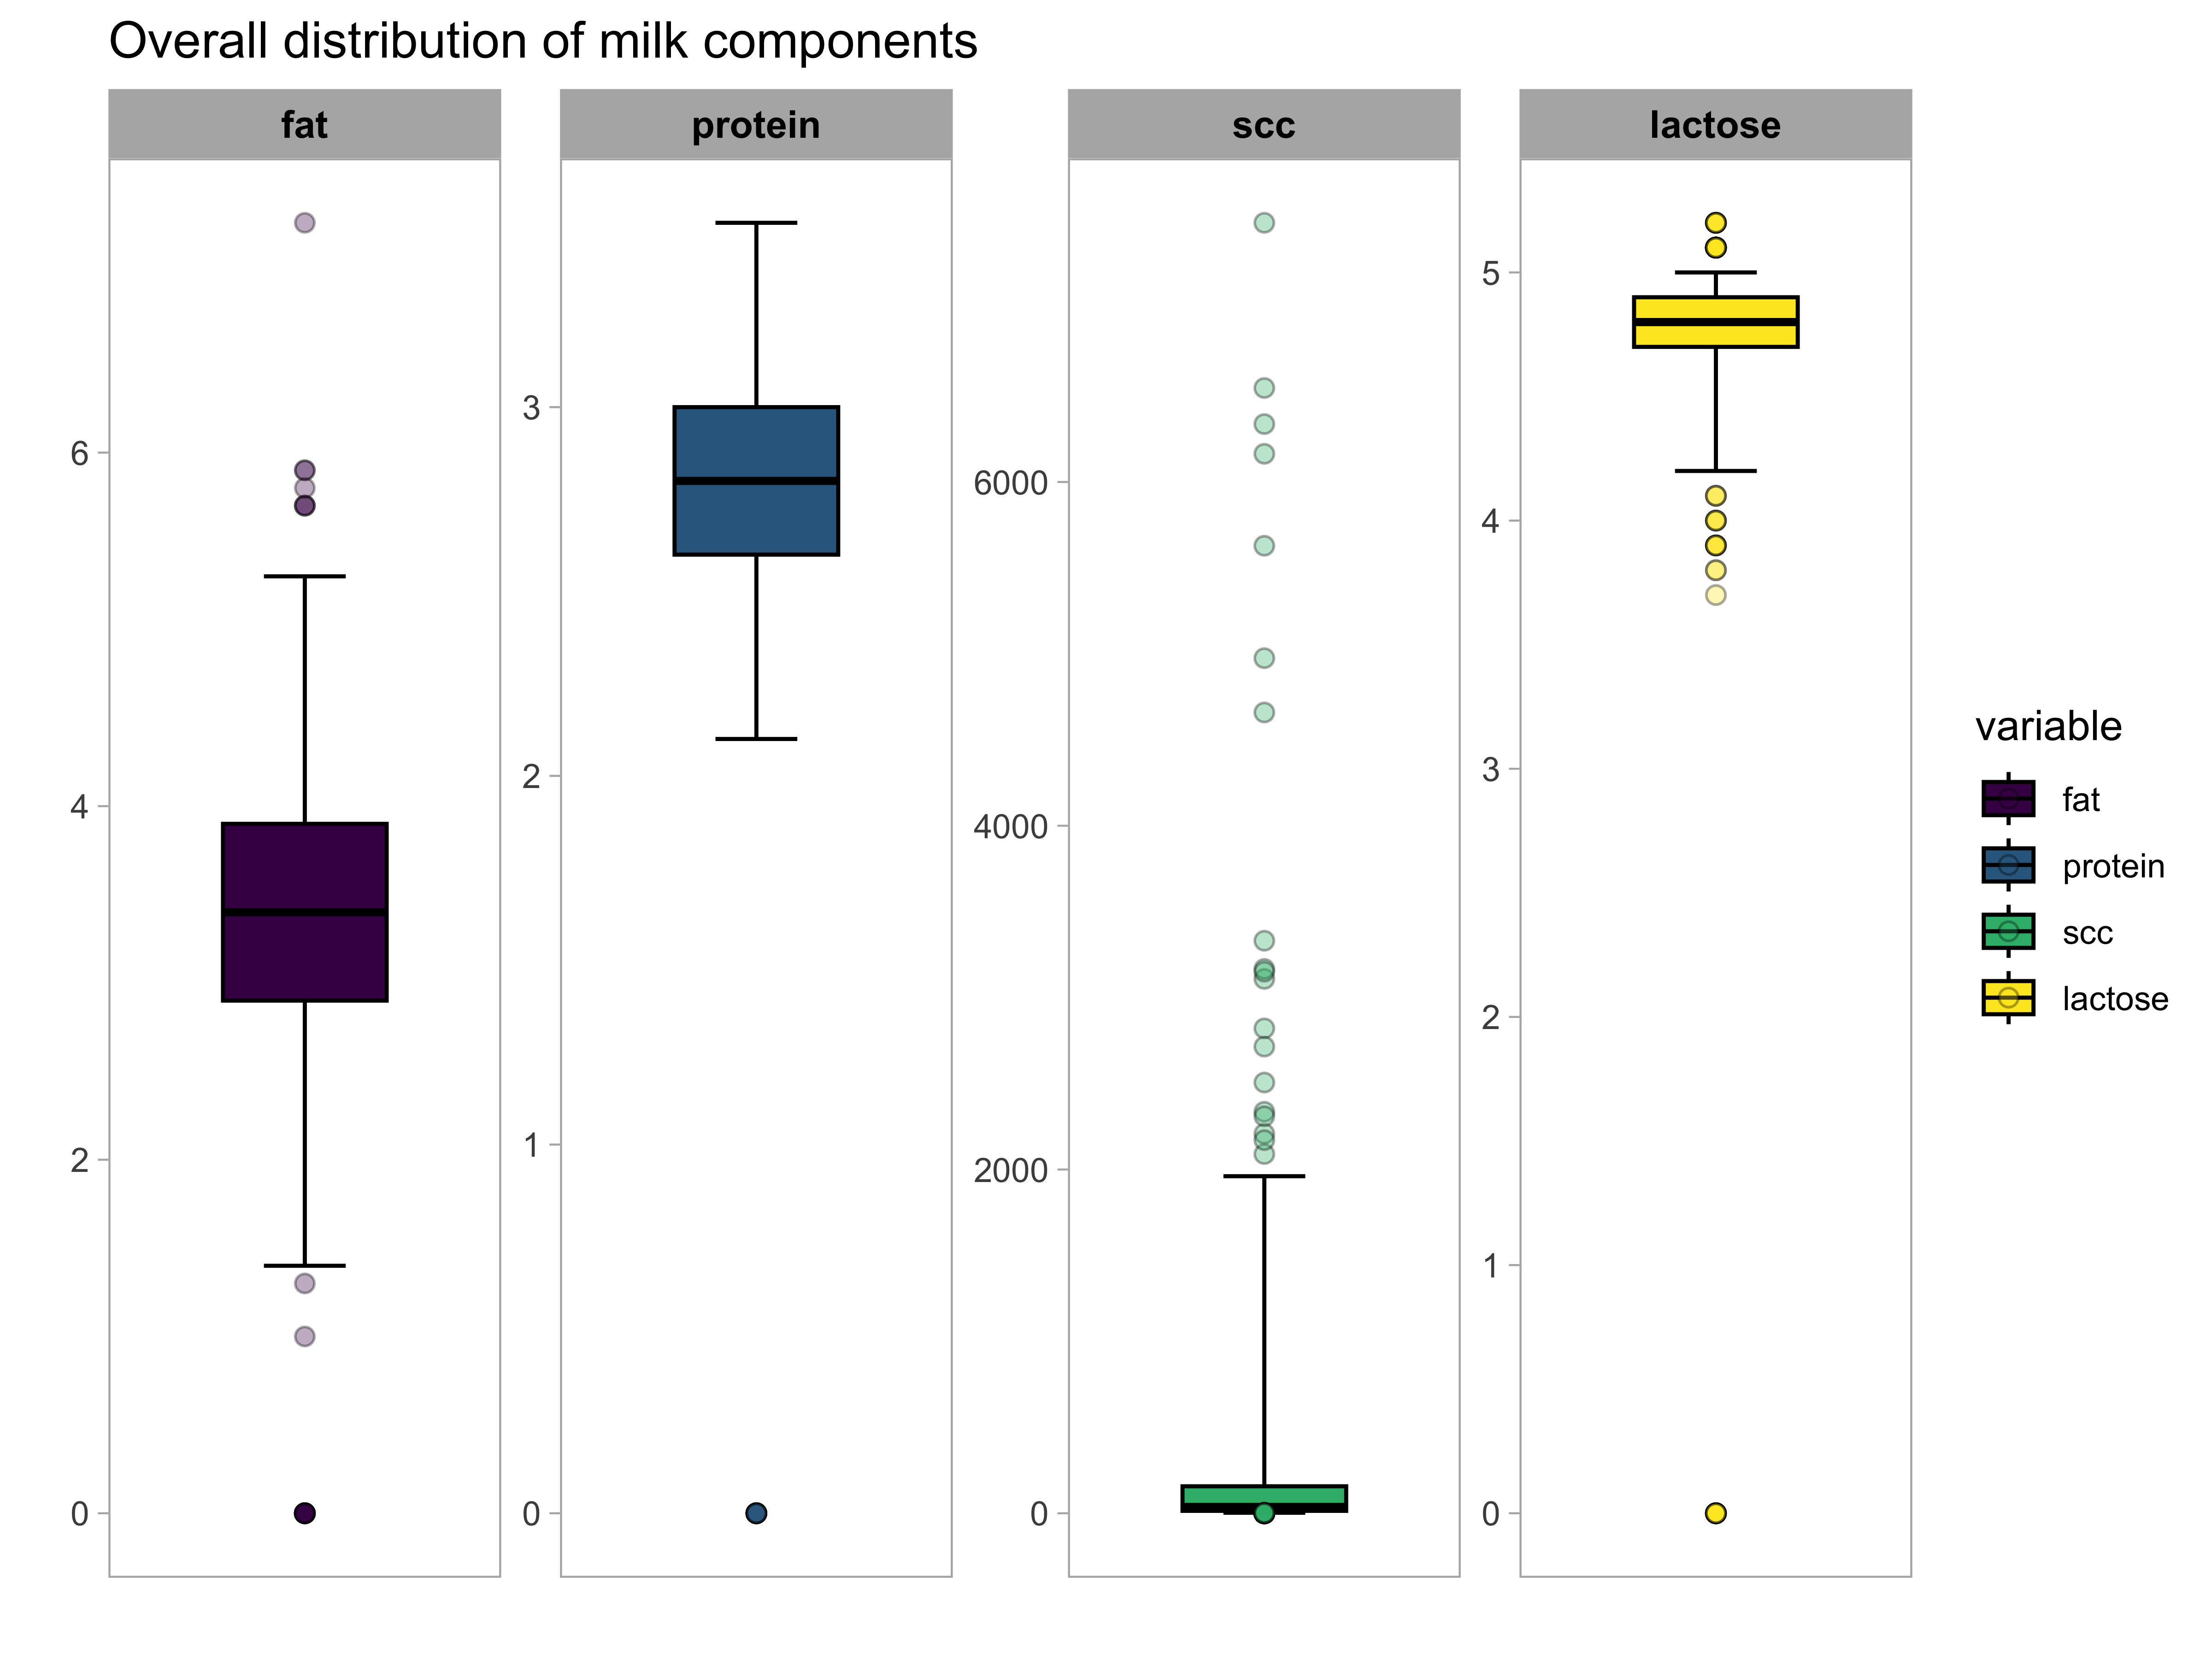 Overall distribution of milk components
fat
protein
scc
lactose
6
4
2
0
3
2
1
0
6000
4000
2000
0
5
4
3
2
1
0
variable
fat
protein
scc
lactose